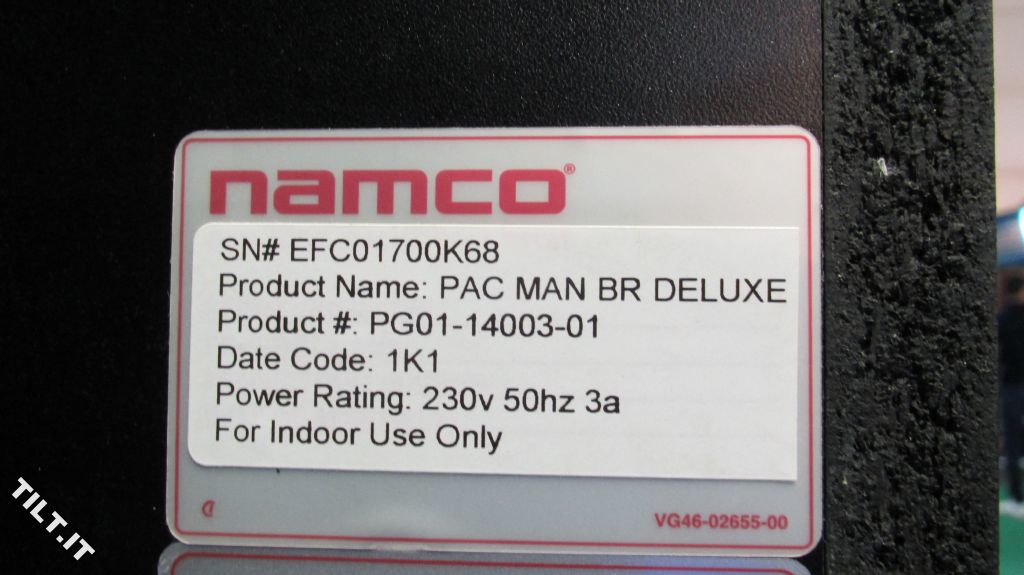 namco®
SN# EFC01700K68
Product Name: PAC MAN BR DELUXE
Product #: PG01-14003-01
Date Code: 1K1
Power Rating: 230v 50hz 3a
For Indoor Use Only
VG46-02655-00
TILT.IT